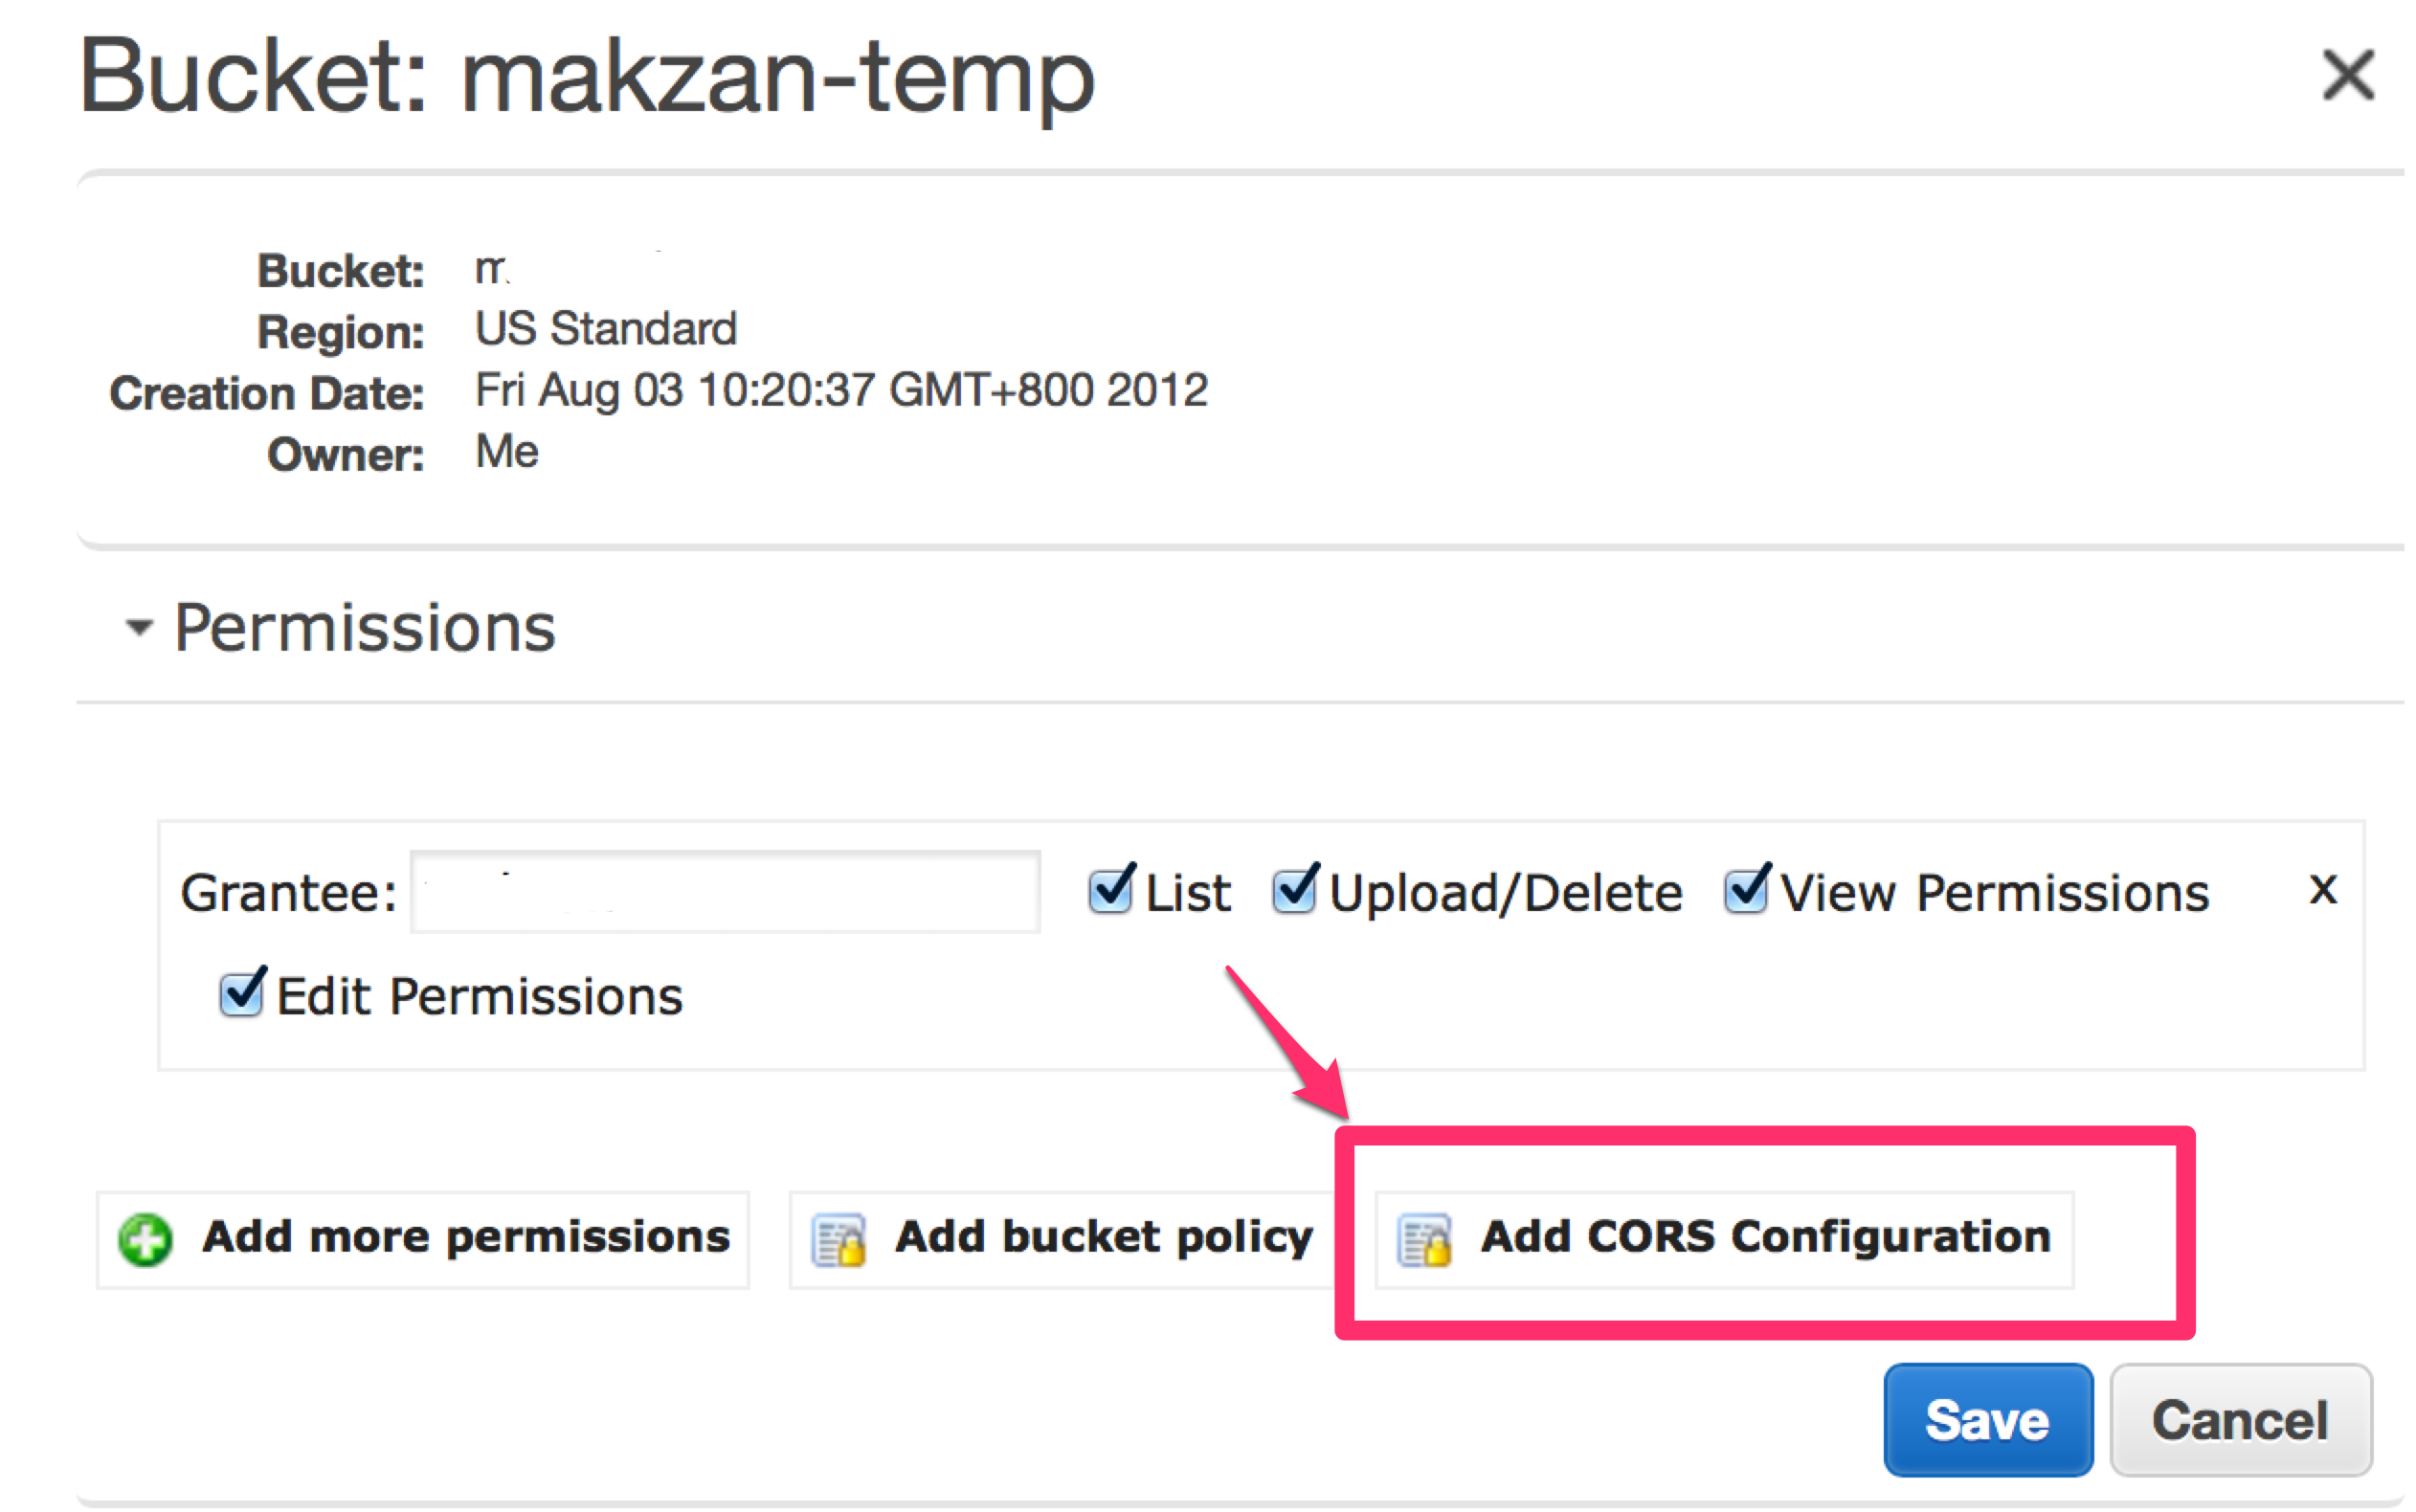 Bucket: makzan-temp
Bucket:
Region: US Standard
Creation Date: Fri Aug 03 10:20:37 GMT+800 2012
Owner: Me
Permissions
Grantee: List Upload/Delete View Permissions x
Edit Permissions
Add more permissions Add bucket policy Add CORS Configuration
Save Cancel